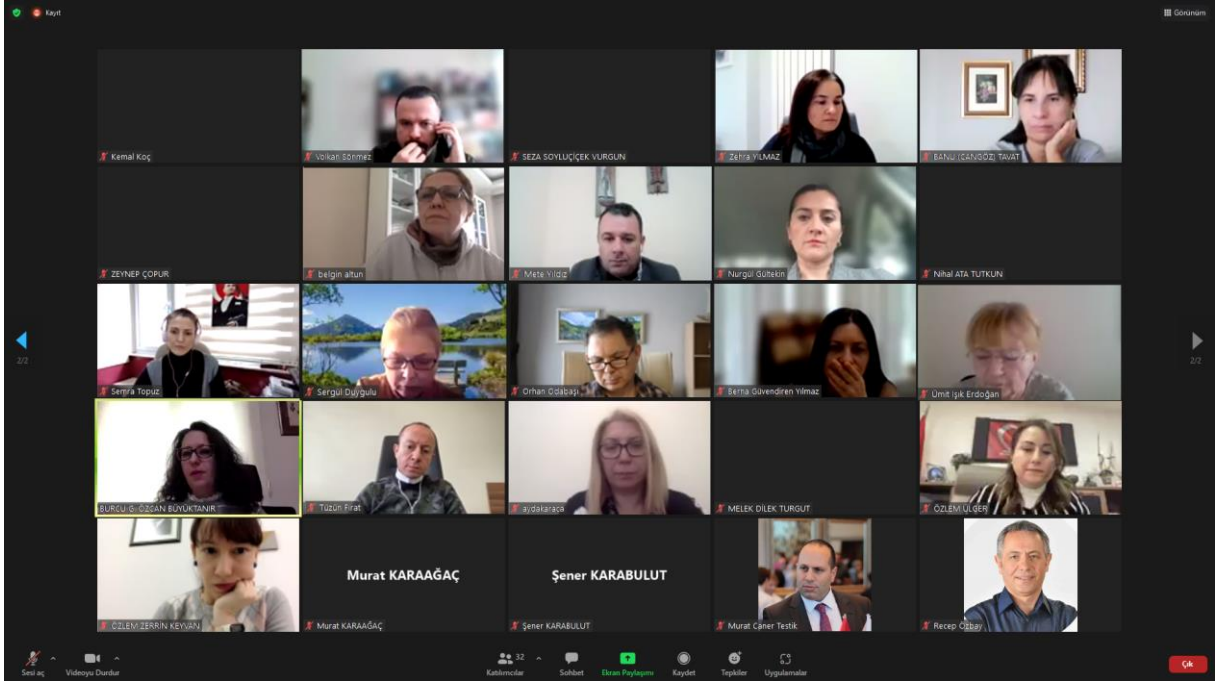 Kayıt
Görünüm
Kemal Koç
Volkan Sönmez
SEZA SOYLUÇİÇEK VURGUN
Zehra YILMAZ
BANU (CANGÖZ) TAVAT
ZEYNEP ÇOPUR
belgin altun
Mete Yıldız
Nurgül Gültekin
Nihal ATA TUTKUN
2/2
2/2
Semra Topuz
Sergül Duygulu
Orhan Odabaşı
Berna Güvendiren Yılmaz
Ümit Işık Erdoğan
BURCU G. ÖZCAN BÜYÜKTANIR
Tüzün Fırat
aydakaraca
MELEK DİLEK TURGUT
ÖZLEM ÜLGER
Murat KARAAĞAÇ
Şener KARABULUT
ÖZLEM ZERRİN KEYVAN
Murat KARAAĞAÇ
Şener KARABULUT
Murat Caner Testik
Recep Özbay
Sesi aç
Videoyu Durdur
32
Katılımcılar
Sohbet
Ekran Paylaşımı
Kaydet
Tepkiler
Uygulamalar
Çık